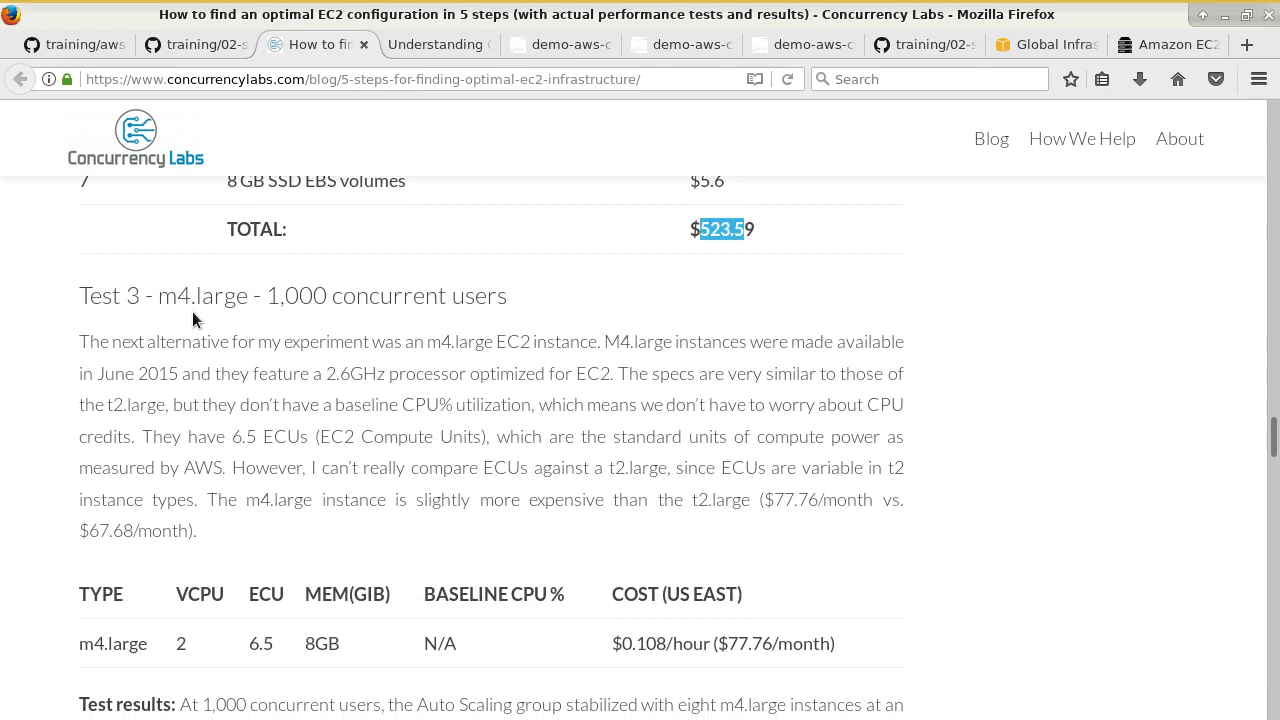 How to find an optimal EC2 configuration in 5 steps (with actual performance tests and results) - Concurrency Labs - Mozilla Firefox
training/aws
training/02-s
How to fi
Understanding
demo-aws-c
demo-aws-c
demo-aws-c
training/02-s
Global Infras
Amazon EC2
https://www.concurrencylabs.com/blog/5-steps-for-finding-optimal-ec2-infrastructure/
Search
Concurrency Labs
Blog How We Help About
7 8 GB SSD EBS volumes $5.6
TOTAL: $523.59
Test 3 - m4.large - 1,000 concurrent users
The next alternative for my experiment was an m4.large EC2 instance. M4.large instances were made available
in June 2015 and they feature a 2.6GHz processor optimized for EC2. The specs are very similar to those of
the t2.large, but they don't have a baseline CPU% utilization, which means we don't have to worry about CPU
credits. They have 6.5 ECUs (EC2 Compute Units), which are the standard units of compute power as
measured by AWS. However, I can't really compare ECUs against a t2.large, since ECUs are variable in t2
instance types. The m4.large instance is slightly more expensive than the t2.large ($77.76/month vs.
$67.68/month).
TYPE VCPU ECU MEM(GIB) BASELINE CPU % COST (US EAST)
m4.large 2 6.5 8GB N/A $0.108/hour ($77.76/month)
Test results: At 1,000 concurrent users, the Auto Scaling group stabilized with eight m4.large instances at an